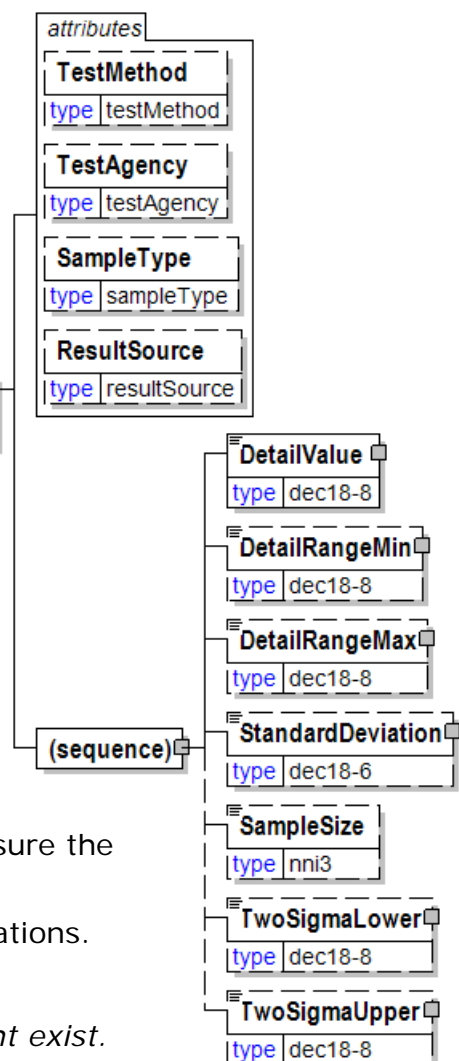 attributes
TestMethod
type testMethod
TestAgency
type testAgency
SampleType
type sampleType
ResultSource
type resultSource
DetailValue
type dec18-8
DetailRangeMin
type dec18-8
DetailRangeMax
type dec18-8
(sequence)
StandardDeviation
type dec18-6
SampleSize
type nni3
TwoSigmaLower
type dec18-8
TwoSigmaUpper
type dec18-8
sure the
ations.
nt exist.